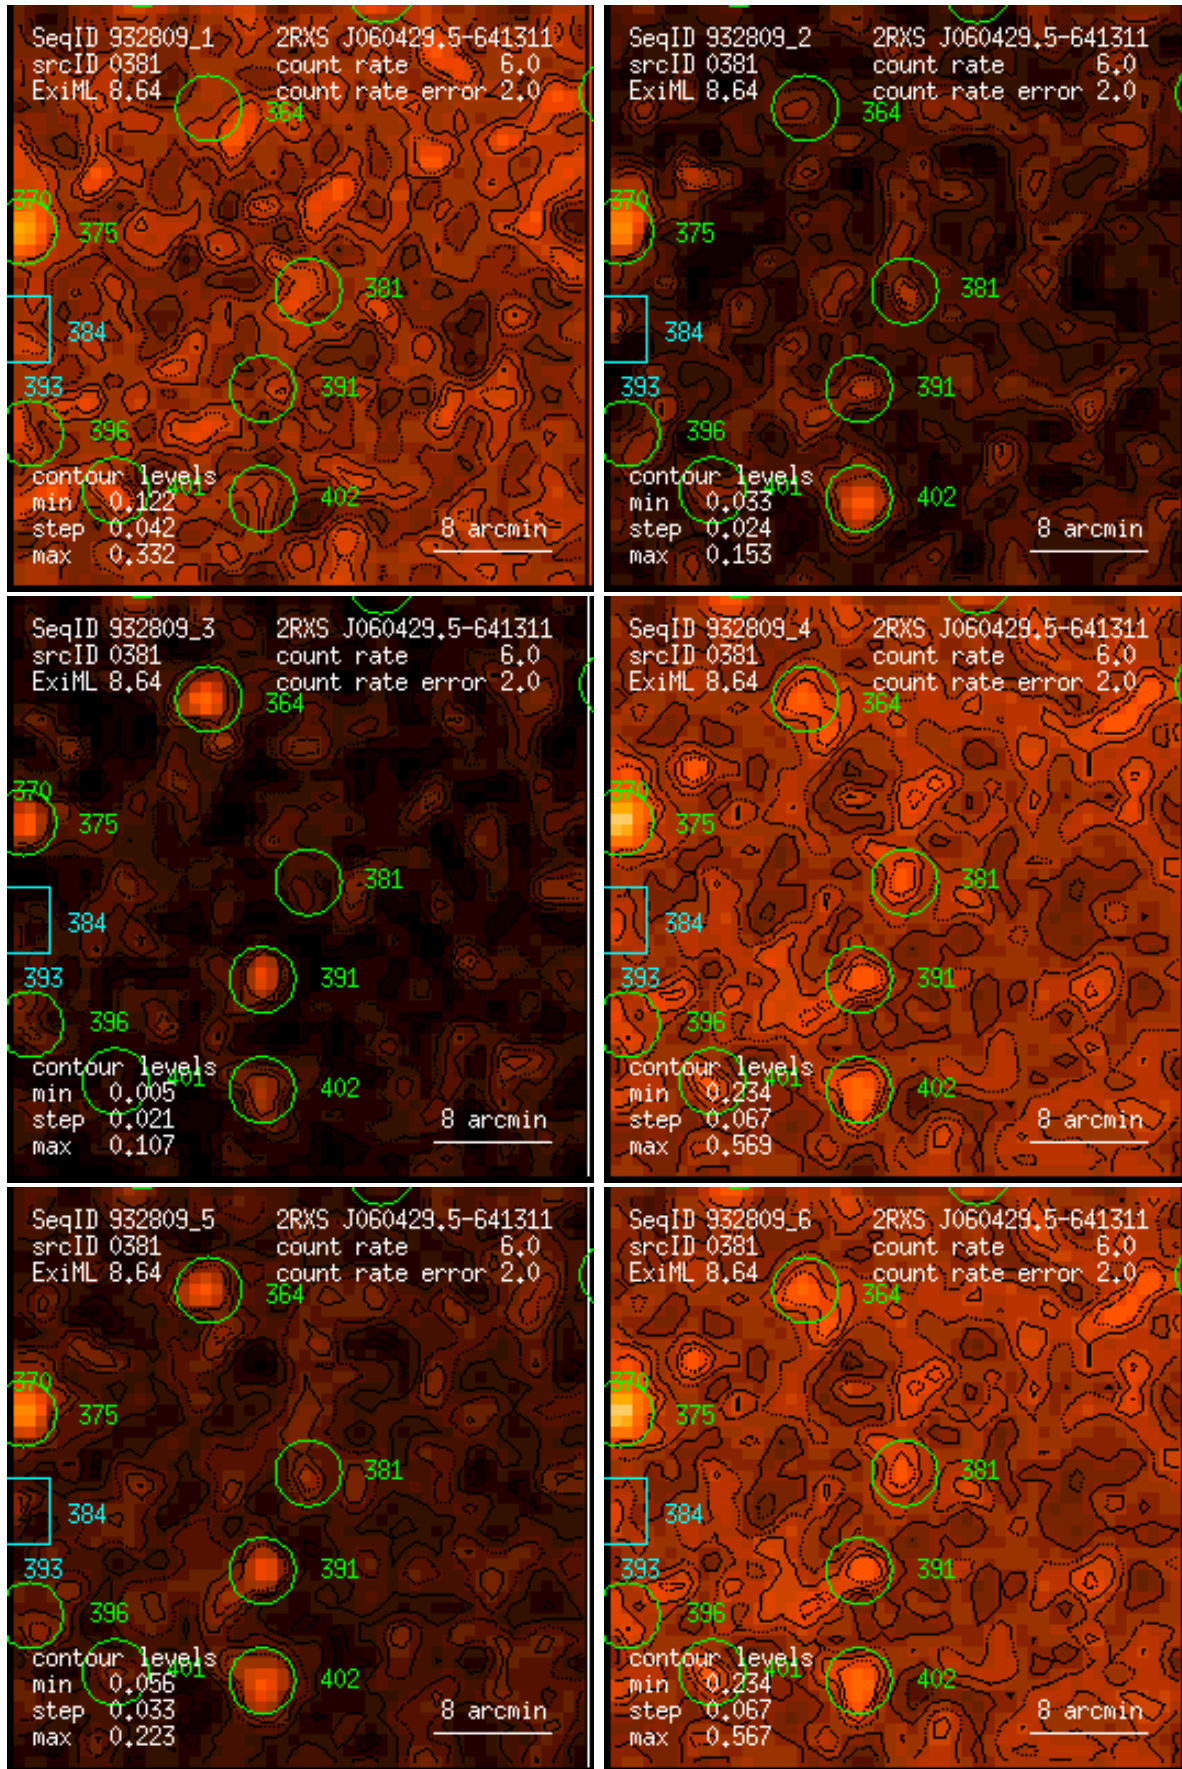 SeqID 932809_1 2RXS J060429.5-641311
srcID 0381 count rate 6.0
ExiML 8.64 count rate error 2.0
364
370
375
381
384
393
391
396
contour levels
401
402
min 0.122
step 0.042
max 0.332
8 arcmin
SeqID 932809_2 2RXS J060429.5-641311
srcID 0381 count rate 6.0
ExiML 8.64 count rate error 2.0
364
370
375
381
384
393
391
396
contour levels
401
402
min 0.033
step 0.024
max 0.153
8 arcmin
SeqID 932809_3 2RXS J060429.5-641311
srcID 0381 count rate 6.0
ExiML 8.64 count rate error 2.0
364
370
375
381
384
393
391
396
contour levels
401
402
min 0.005
step 0.021
max 0.107
8 arcmin
SeqID 932809_4 2RXS J060429.5-641311
srcID 0381 count rate 6.0
ExiML 8.64 count rate error 2.0
364
370
375
381
384
393
391
396
contour levels
401
402
min 0.234
step 0.067
max 0.569
8 arcmin
SeqID 932809_5 2RXS J060429.5-641311
srcID 0381 count rate 6.0
ExiML 8.64 count rate error 2.0
364
370
375
381
384
393
391
396
contour levels
401
402
min 0.056
step 0.033
max 0.223
8 arcmin
SeqID 932809_6 2RXS J060429.5-641311
srcID 0381 count rate 6.0
ExiML 8.64 count rate error 2.0
364
370
375
381
384
393
391
396
contour levels
401
402
min 0.234
step 0.067
max 0.567
8 arcmin